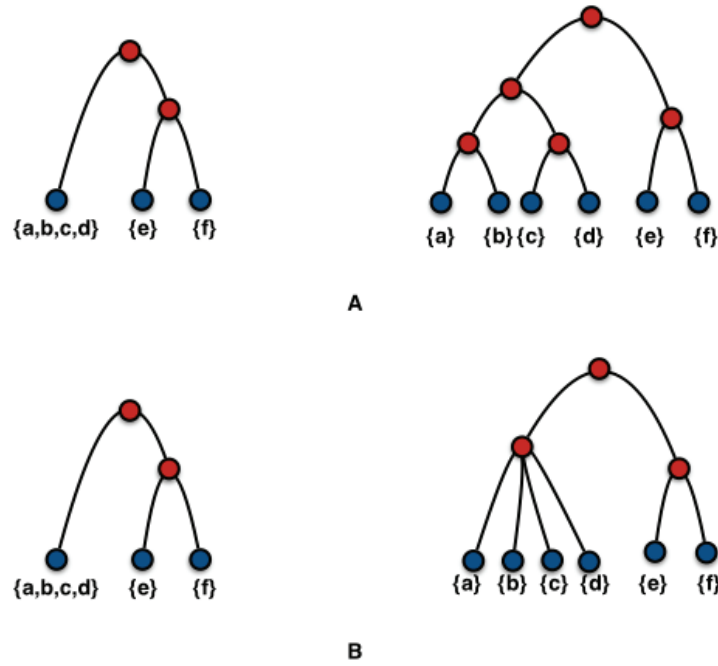 {a,b,c,d} {e} {f} {a} {b} {c} {d} {e} {f}
A
{a,b,c,d} {e} {f} {a} {b} {c} {d} {e} {f}
B